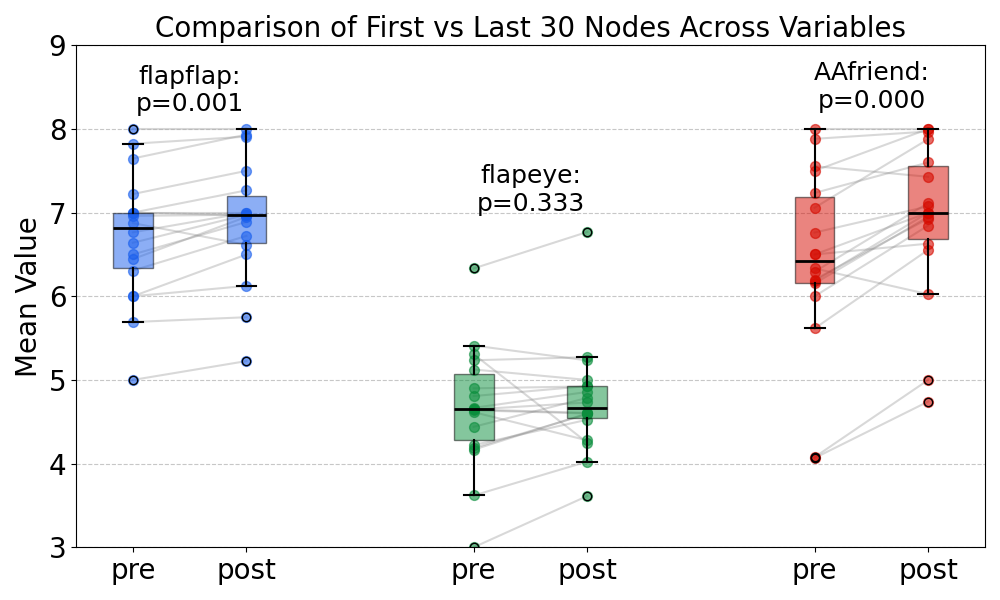 Comparison of First vs Last 30 Nodes Across Variables
Mean Value
9
8
7
6
5
4
3
flapflap:
p=0.001
flapeye:
p=0.333
AAfriend:
p=0.000
pre
post
pre
post
pre
post